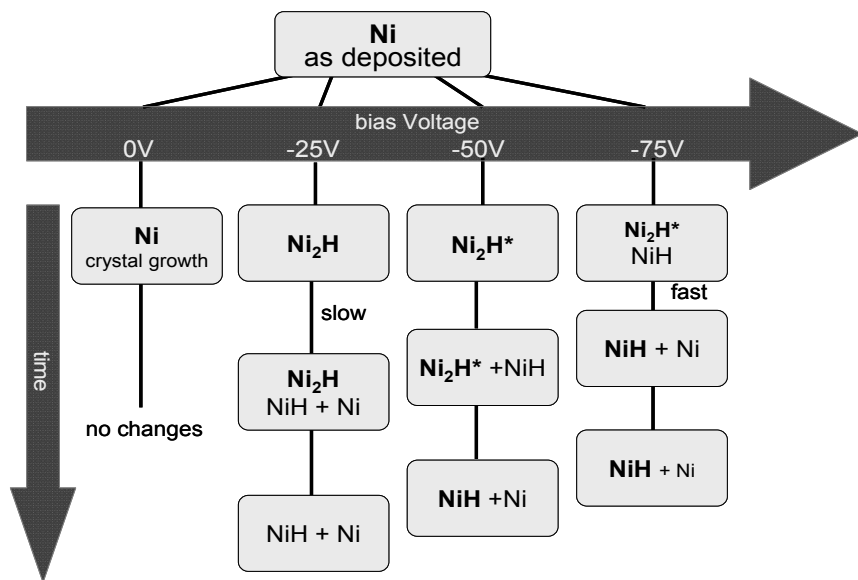 Ni
as deposited
bias Voltage
0V -25V -50V -75V
Ni
crystal growth
Ni₂H
Ni₂H*
Ni₂H*
NiH
slow
fast
time
Ni₂H
NiH + Ni
Ni₂H* +NiH
NiH + Ni
no changes
NiH + Ni
NiH +Ni
NiH + Ni